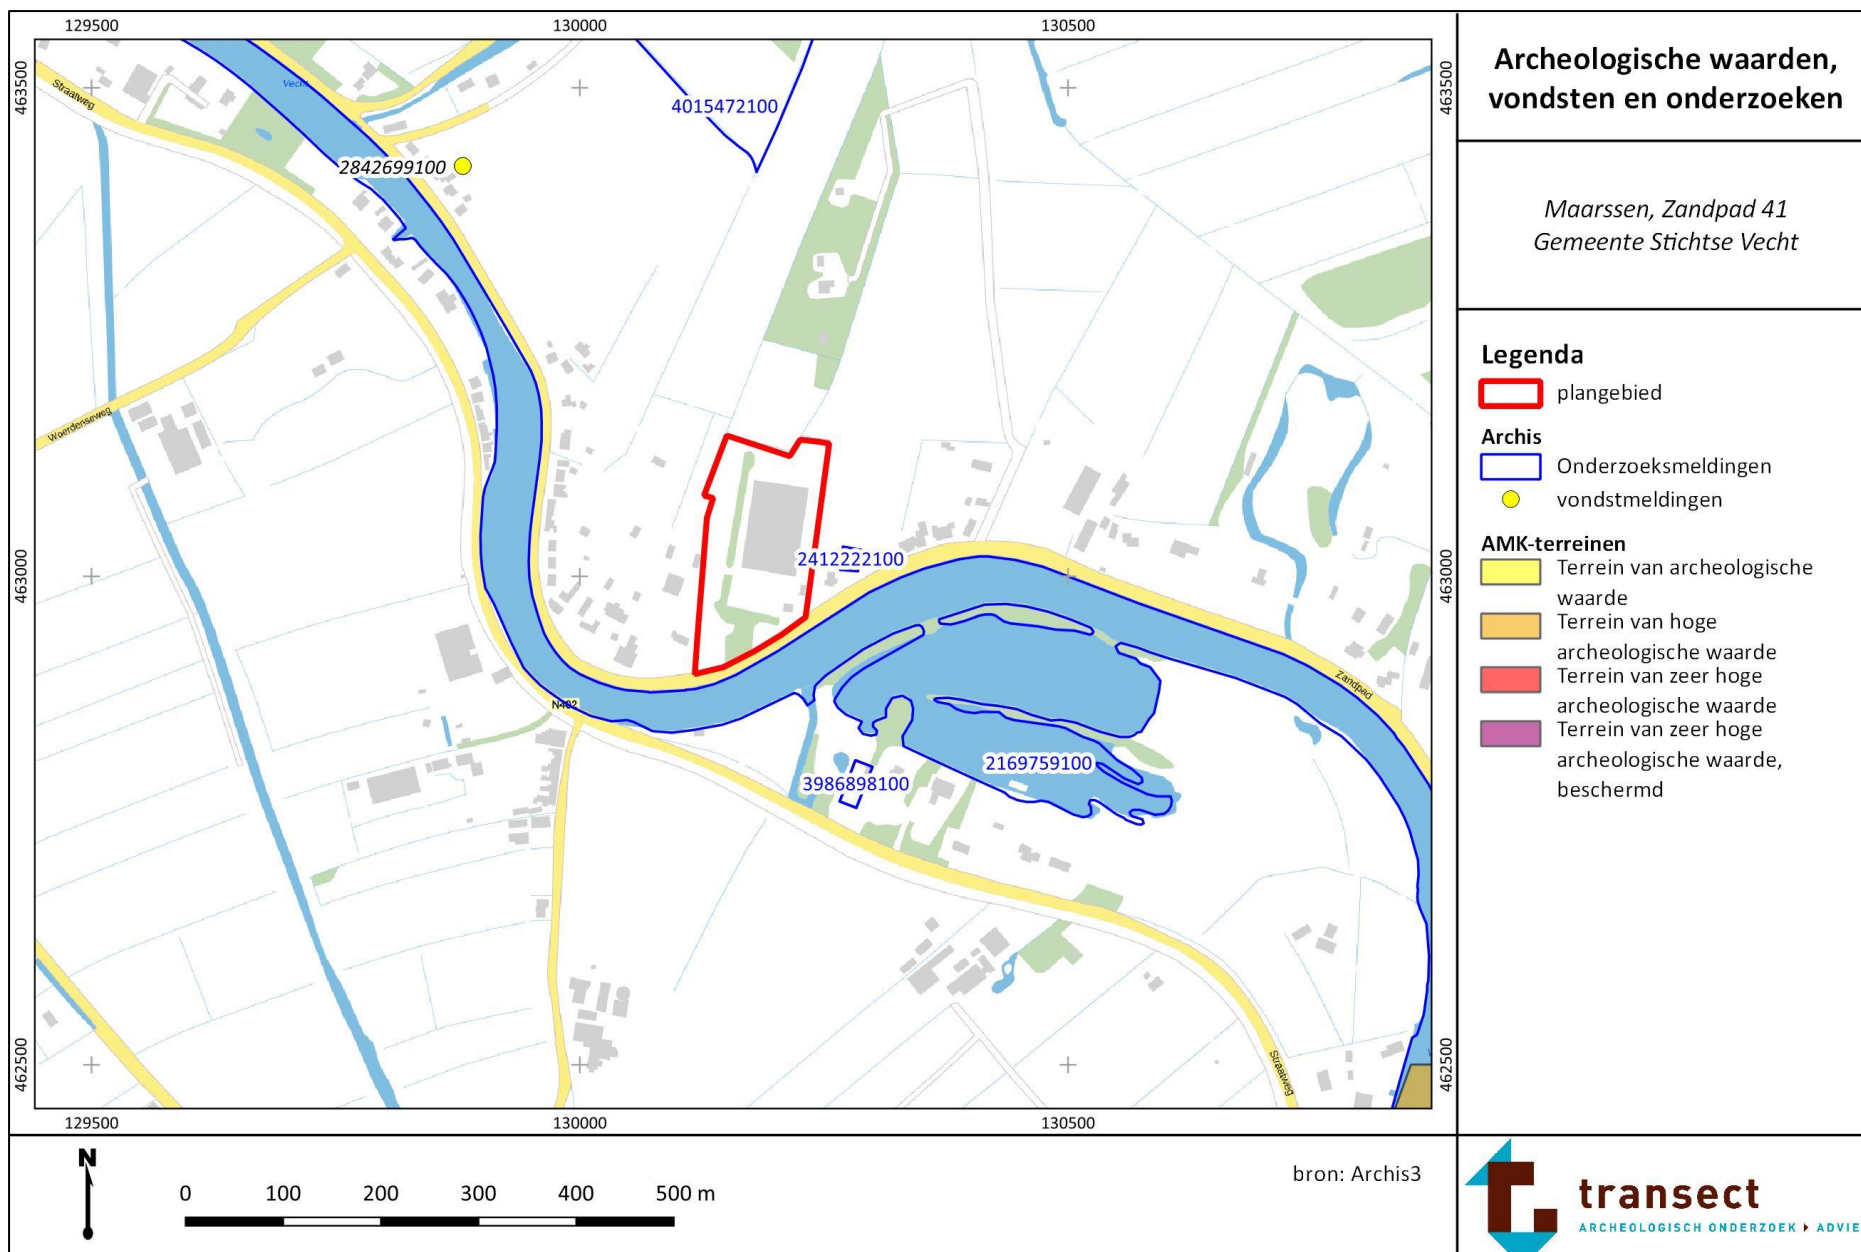 129500
130000
130500
463500
463500
Straatweg
Vecht
4015472100
2842699100
Woerdenseweg
2412222100
463000
463000
Zandpad
N402
2169759100
3986898100
462500
462500
Straatweg
129500
130000
130500
Archeologische waarden,
vondsten en onderzoeken
Maarssen, Zandpad 41
Gemeente Stichtse Vecht
Legenda
plangebied
Archis
Onderzoeksmeldingen
vondstmeldingen
AMK-terreinen
Terrein van archeologische
waarde
Terrein van hoge
archeologische waarde
Terrein van zeer hoge
archeologische waarde
Terrein van zeer hoge
archeologische waarde,
beschermd
N
0 100 200 300 400 500 m
bron: Archis3
transect
ARCHEOLOGISCH ONDERZOEK ADVIE